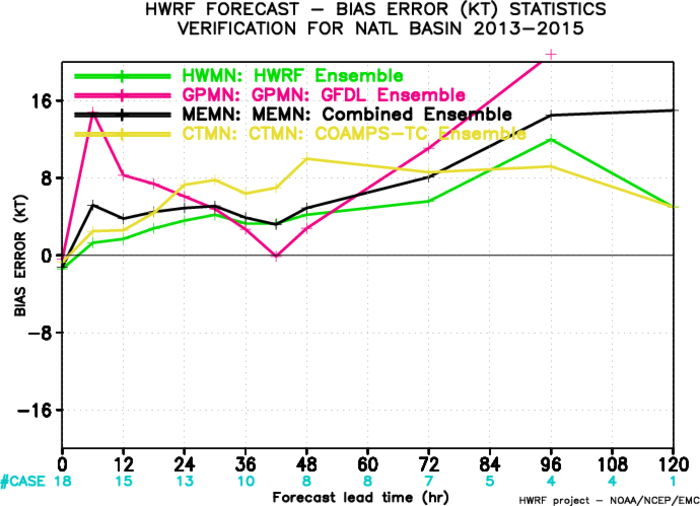 HWRF FORECAST – BIAS ERROR (KT) STATISTICS
VERIFICATION FOR NATL BASIN 2013–2015
HWMN: HWRF Ensemble
GPMN: GPMN: GFDL Ensemble
MEMN: MEMN: Combined Ensemble
CTMN: CTMN: COAMPS–TC Ensemble
16
8
0
–8
–16
BIAS ERROR (KT)
0 12 24 36 48 60 72 84 96 108 120
#CASE 18 15 13 10 8 8 7 5 4 4 1
Forecast lead time (hr)
HWRF project – NOAA/NCEP/EMC